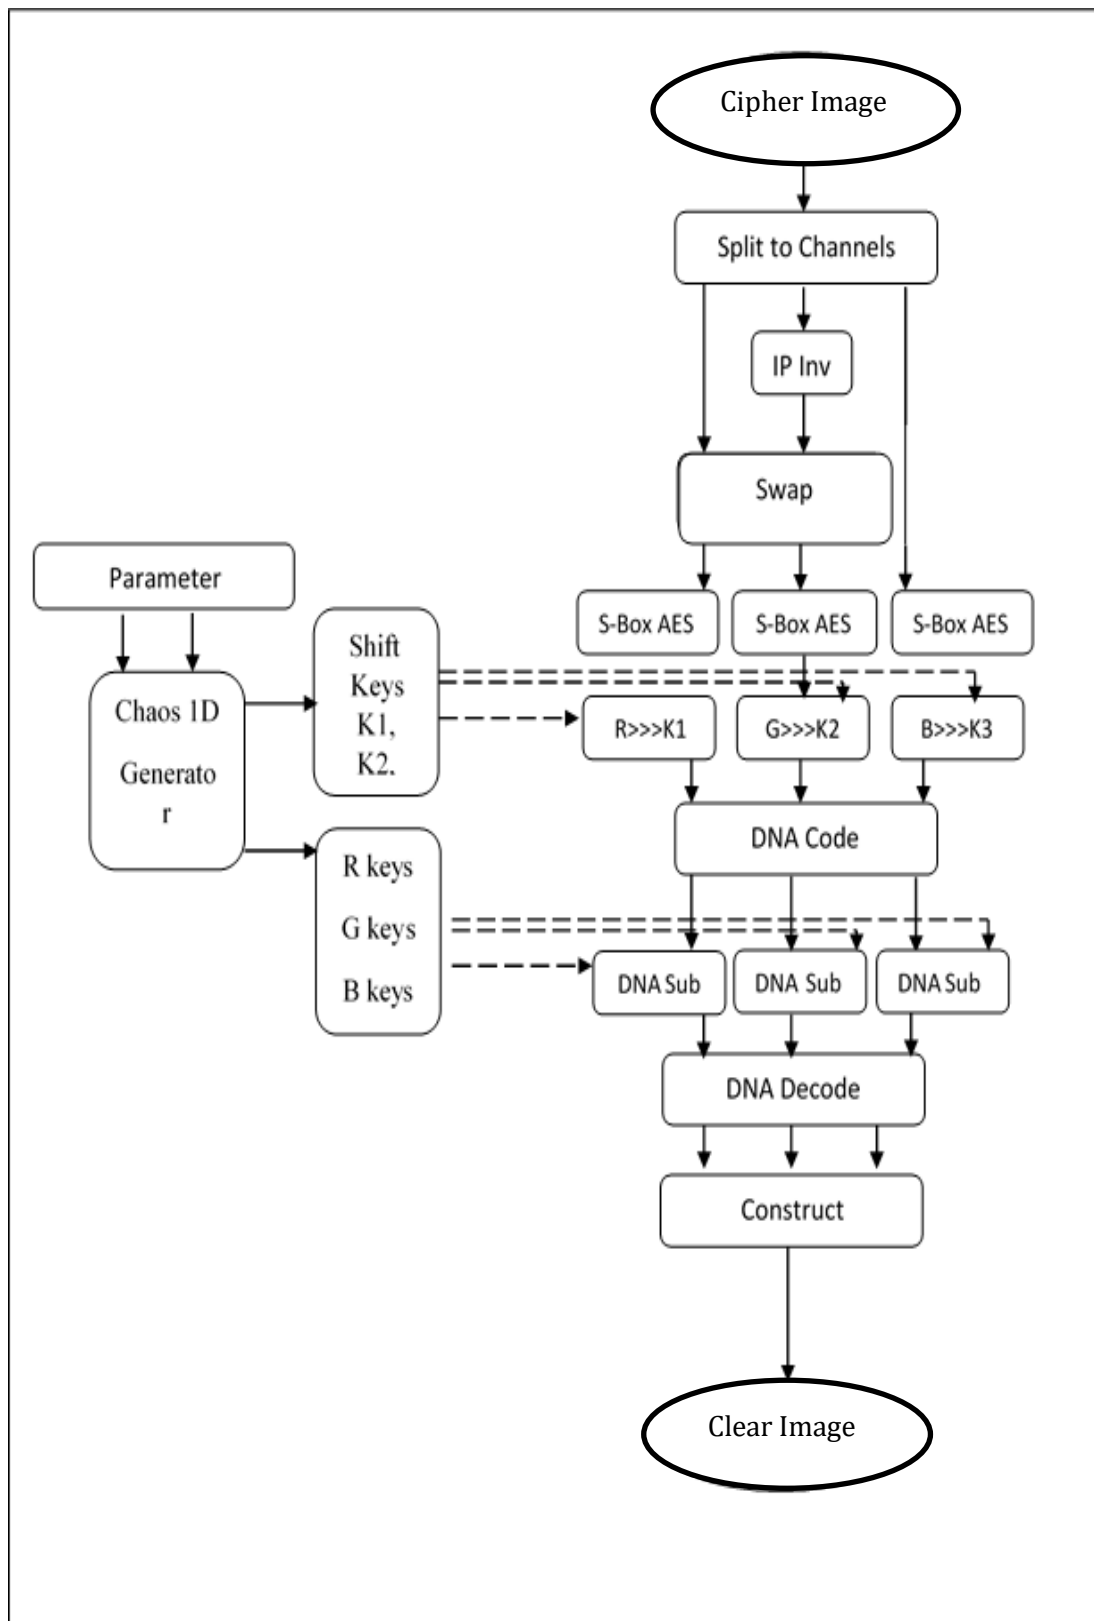 Cipher Image
Split to Channels
IP Inv
Swap
Parameter
S-Box AES
S-Box AES
S-Box AES
Shift
Keys
K1,
K2.
Chaos 1D
Generato
r
R>>>K1
G>>>K2
B>>>K3
DNA Code
R keys
G keys
B keys
DNA Sub
DNA Sub
DNA Sub
DNA Decode
Construct
Clear Image